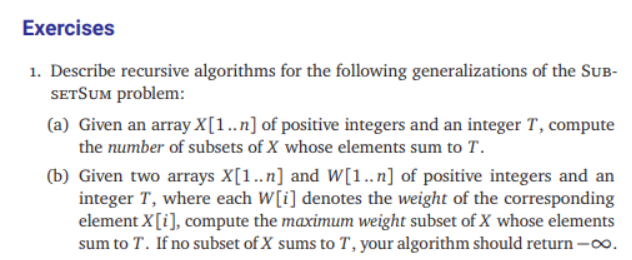 Exercises
1. Describe recursive algorithms for the following generalizations of the SUB-
SETSUM problem:
(a) Given an array X[1..n] of positive integers and an integer T, compute
the number of subsets of X whose elements sum to T.
(b) Given two arrays X[1..n] and W[1..n] of positive integers and an
integer T, where each W[i] denotes the weight of the corresponding
element X[i], compute the maximum weight subset of X whose elements
sum to T. If no subset of X sums to T, your algorithm should return −∞.